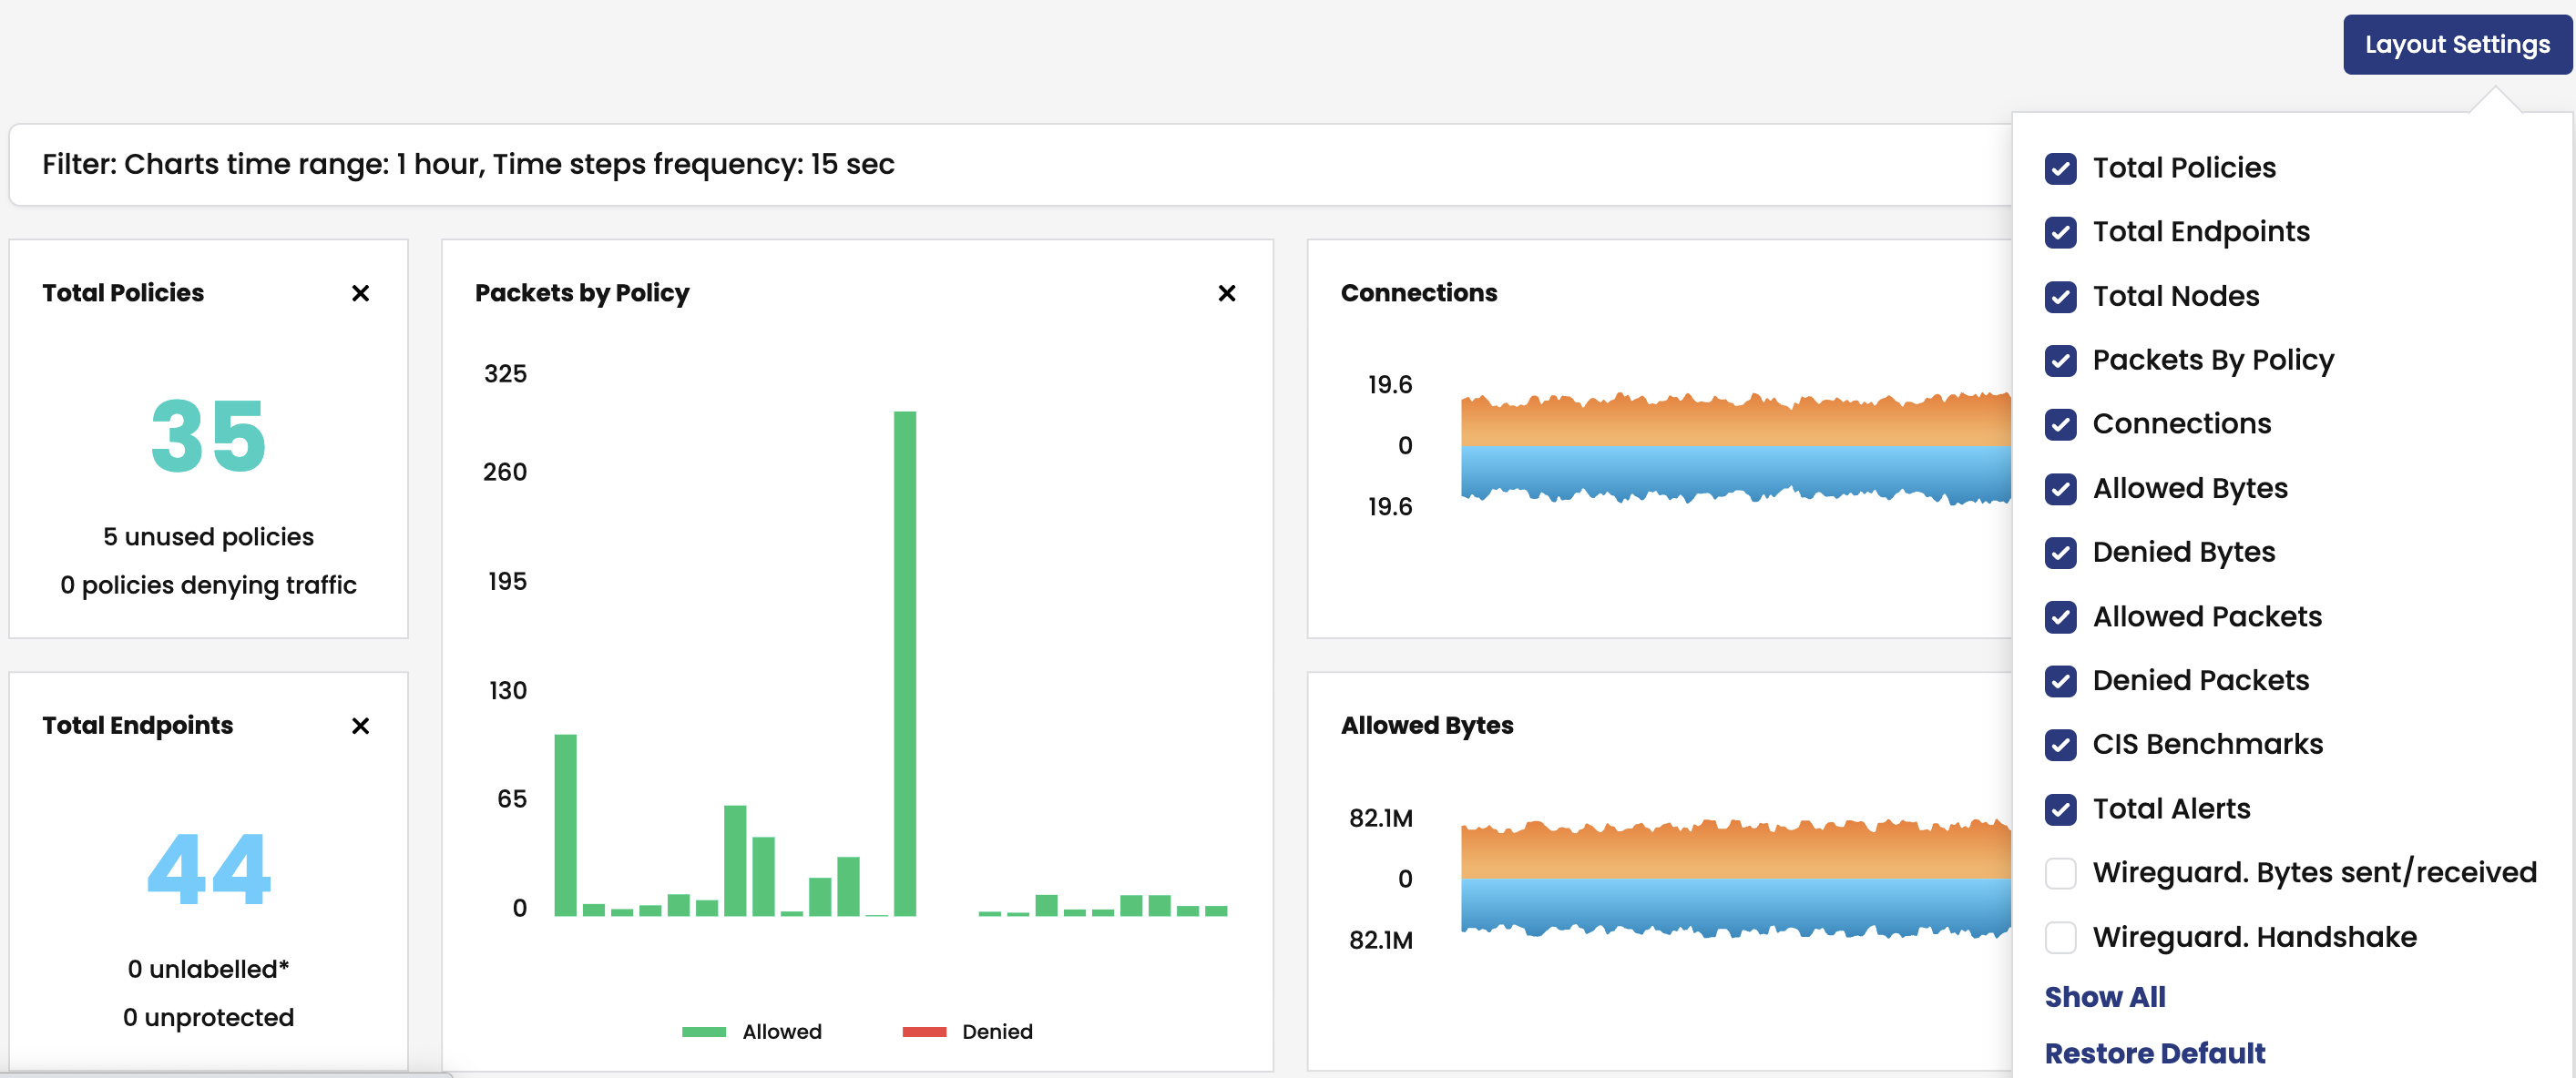 Layout Settings
Filter: Charts time range: 1 hour, Time steps frequency: 15 sec
Total Policies
35
5 unused policies
0 policies denying traffic
Total Endpoints
44
0 unlabelled*
0 unprotected
Packets by Policy
325
260
195
130
65
0
Allowed
Denied
Connections
19.6
0
19.6
Allowed Bytes
82.1M
0
82.1M
Total Policies
Total Endpoints
Total Nodes
Packets By Policy
Connections
Allowed Bytes
Denied Bytes
Allowed Packets
Denied Packets
CIS Benchmarks
Total Alerts
Wireguard. Bytes sent/received
Wireguard. Handshake
Show All
Restore Default